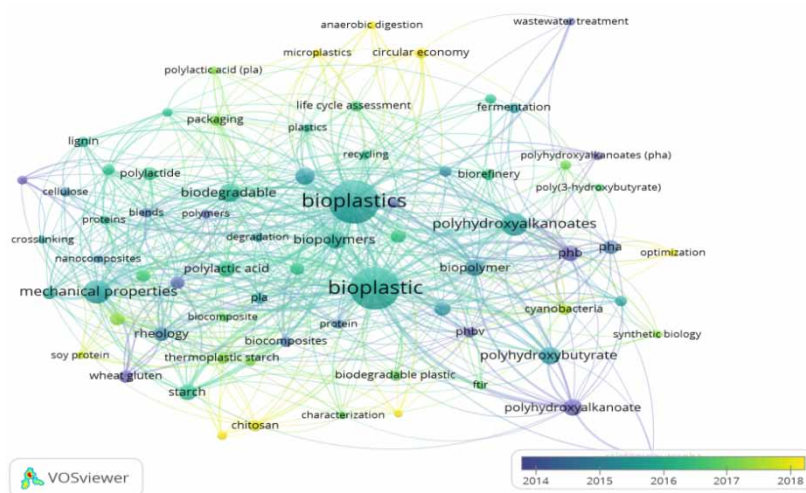 anaerobic digestion
wastewater treatment
microplastics
circular economy
polylactic acid (pla)
life cycle assessment
fermentation
packaging
plastics
lignin
recycling
polyhydroxyalkanoates (pha)
polylactide
biorefinery
poly(3-hydroxybutyrate)
cellulose
biodegradable
bioplastics
blends
polymers
proteins
polyhydroxyalkanoates
crosslinking
degradation
biopolymers
phb
pha
optimization
nanocomposites
polylactic acid
biopolymer
mechanical properties
bioplastic
pla
cyanobacteria
biocomposite
protein
rheology
phbv
synthetic biology
biocomposites
soy protein
thermoplastic starch
polyhydroxybutyrate
wheat gluten
biodegradable plastic
starch
ftir
characterization
polyhydroxyalkanoate
chitosan
VOSviewer
2014 2015 2016 2017 2018